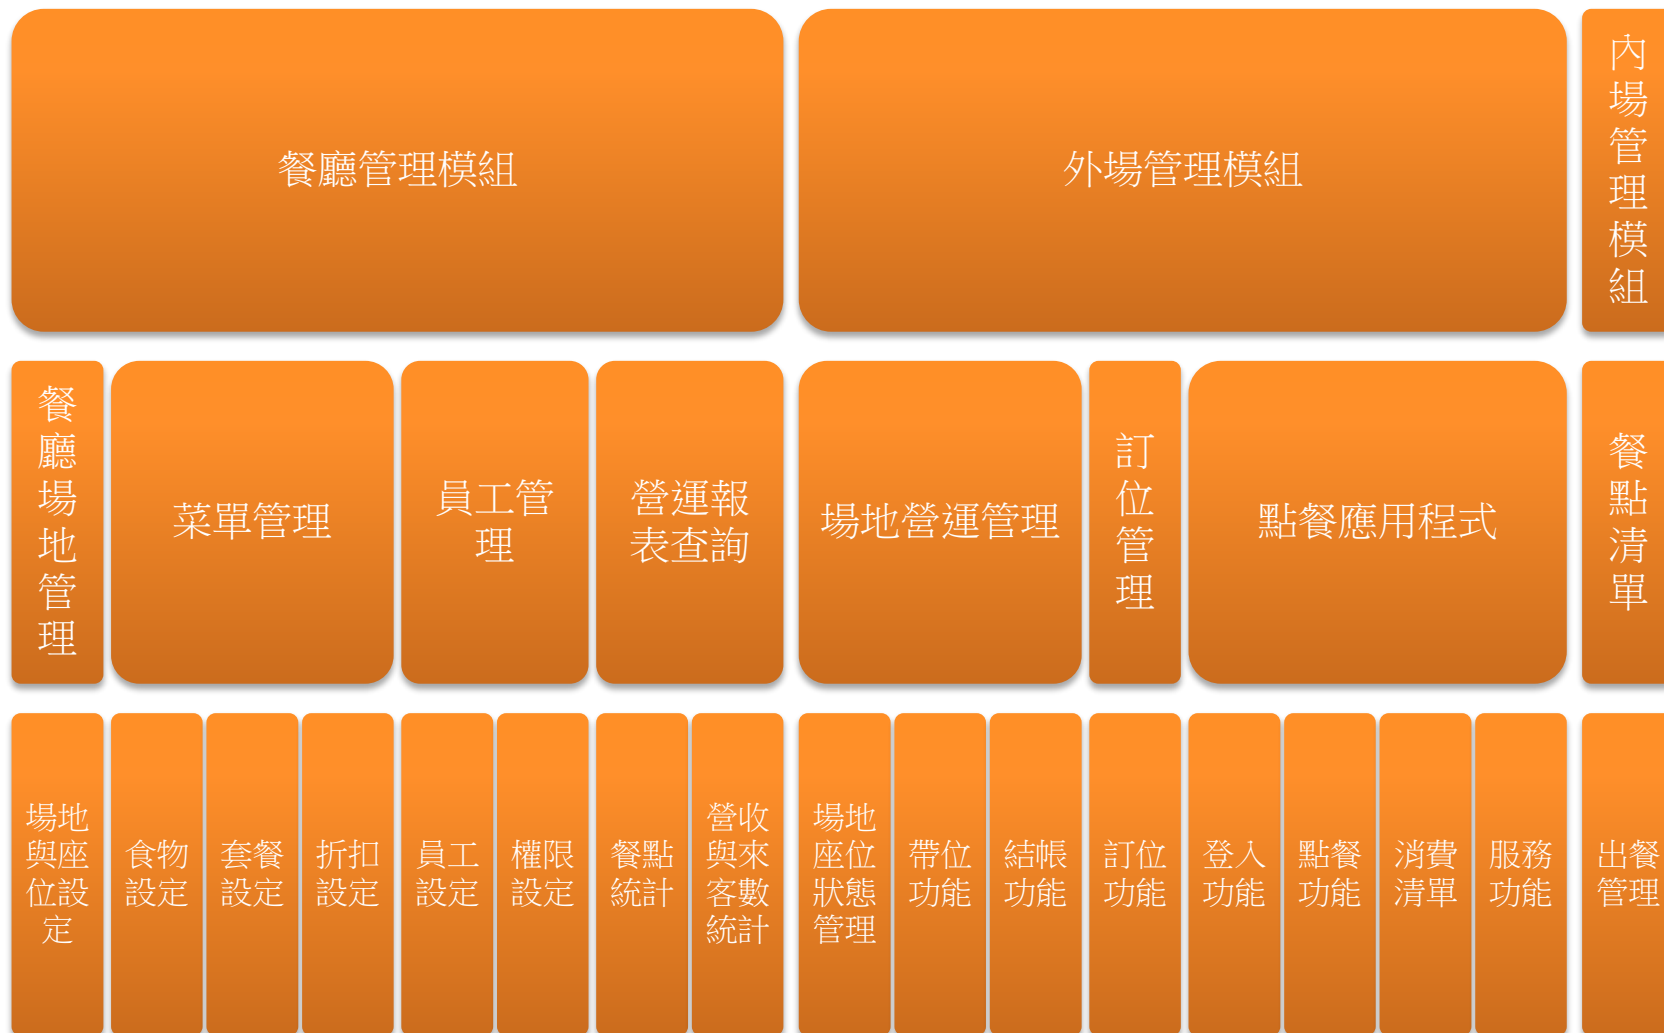 餐廳管理模組
外場管理模組
內場管理模組
餐廳場地管理
菜單管理
員工管
理
營運報
表查詢
場地營運管理
訂位管理
點餐應用程式
餐點清單
場地
與座
位設
定
食物
設定
套餐
設定
折扣
設定
員工
設定
權限
設定
餐點
統計
營收
與來
客數
統計
場地
座位
狀態
管理
帶位
功能
結帳
功能
訂位
功能
登入
功能
點餐
功能
消費
清單
服務
功能
出餐
管理